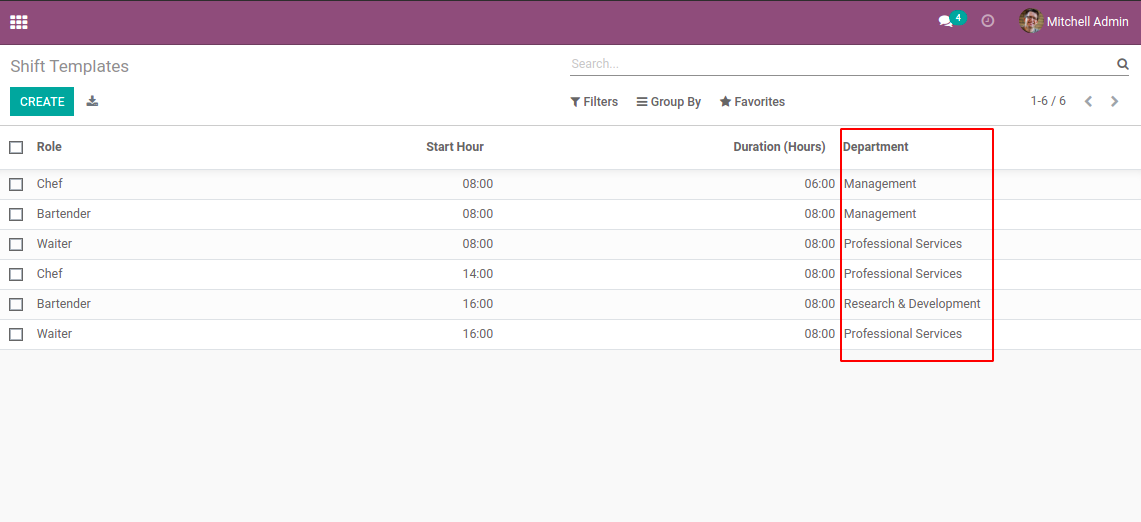 4 Mitchell Admin
Shift Templates Search...
CREATE Filters Group By Favorites 1-6 / 6
Role Start Hour Duration (Hours) Department
Chef 08:00 06:00 Management
Bartender 08:00 08:00 Management
Waiter 08:00 08:00 Professional Services
Chef 14:00 08:00 Professional Services
Bartender 16:00 08:00 Research & Development
Waiter 16:00 08:00 Professional Services